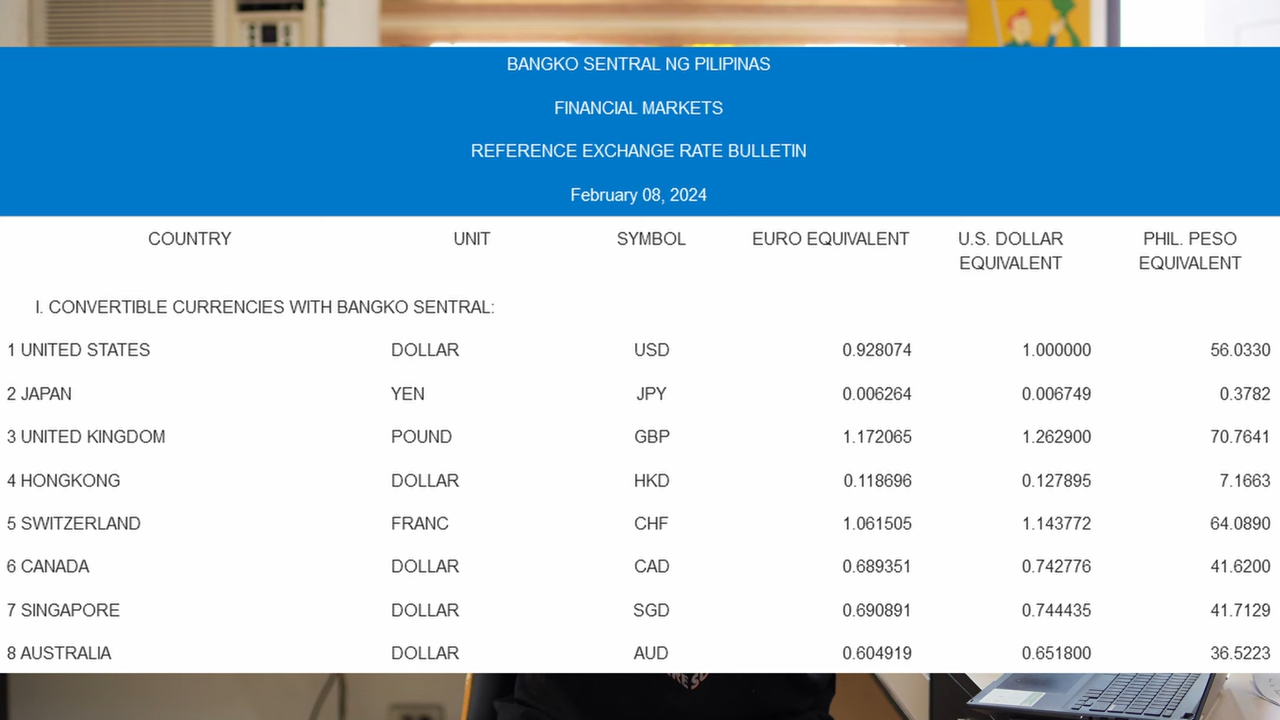 BANGKO SENTRAL NG PILIPINAS
FINANCIAL MARKETS
REFERENCE EXCHANGE RATE BULLETIN
February 08, 2024
COUNTRY UNIT SYMBOL EURO EQUIVALENT U.S. DOLLAR EQUIVALENT PHIL. PESO EQUIVALENT
I. CONVERTIBLE CURRENCIES WITH BANGKO SENTRAL:
1 UNITED STATES DOLLAR USD 0.928074 1.000000 56.0330
2 JAPAN YEN JPY 0.006264 0.006749 0.3782
3 UNITED KINGDOM POUND GBP 1.172065 1.262900 70.7641
4 HONGKONG DOLLAR HKD 0.118696 0.127895 7.1663
5 SWITZERLAND FRANC CHF 1.061505 1.143772 64.0890
6 CANADA DOLLAR CAD 0.689351 0.742776 41.6200
7 SINGAPORE DOLLAR SGD 0.690891 0.744435 41.7129
8 AUSTRALIA DOLLAR AUD 0.604919 0.651800 36.5223